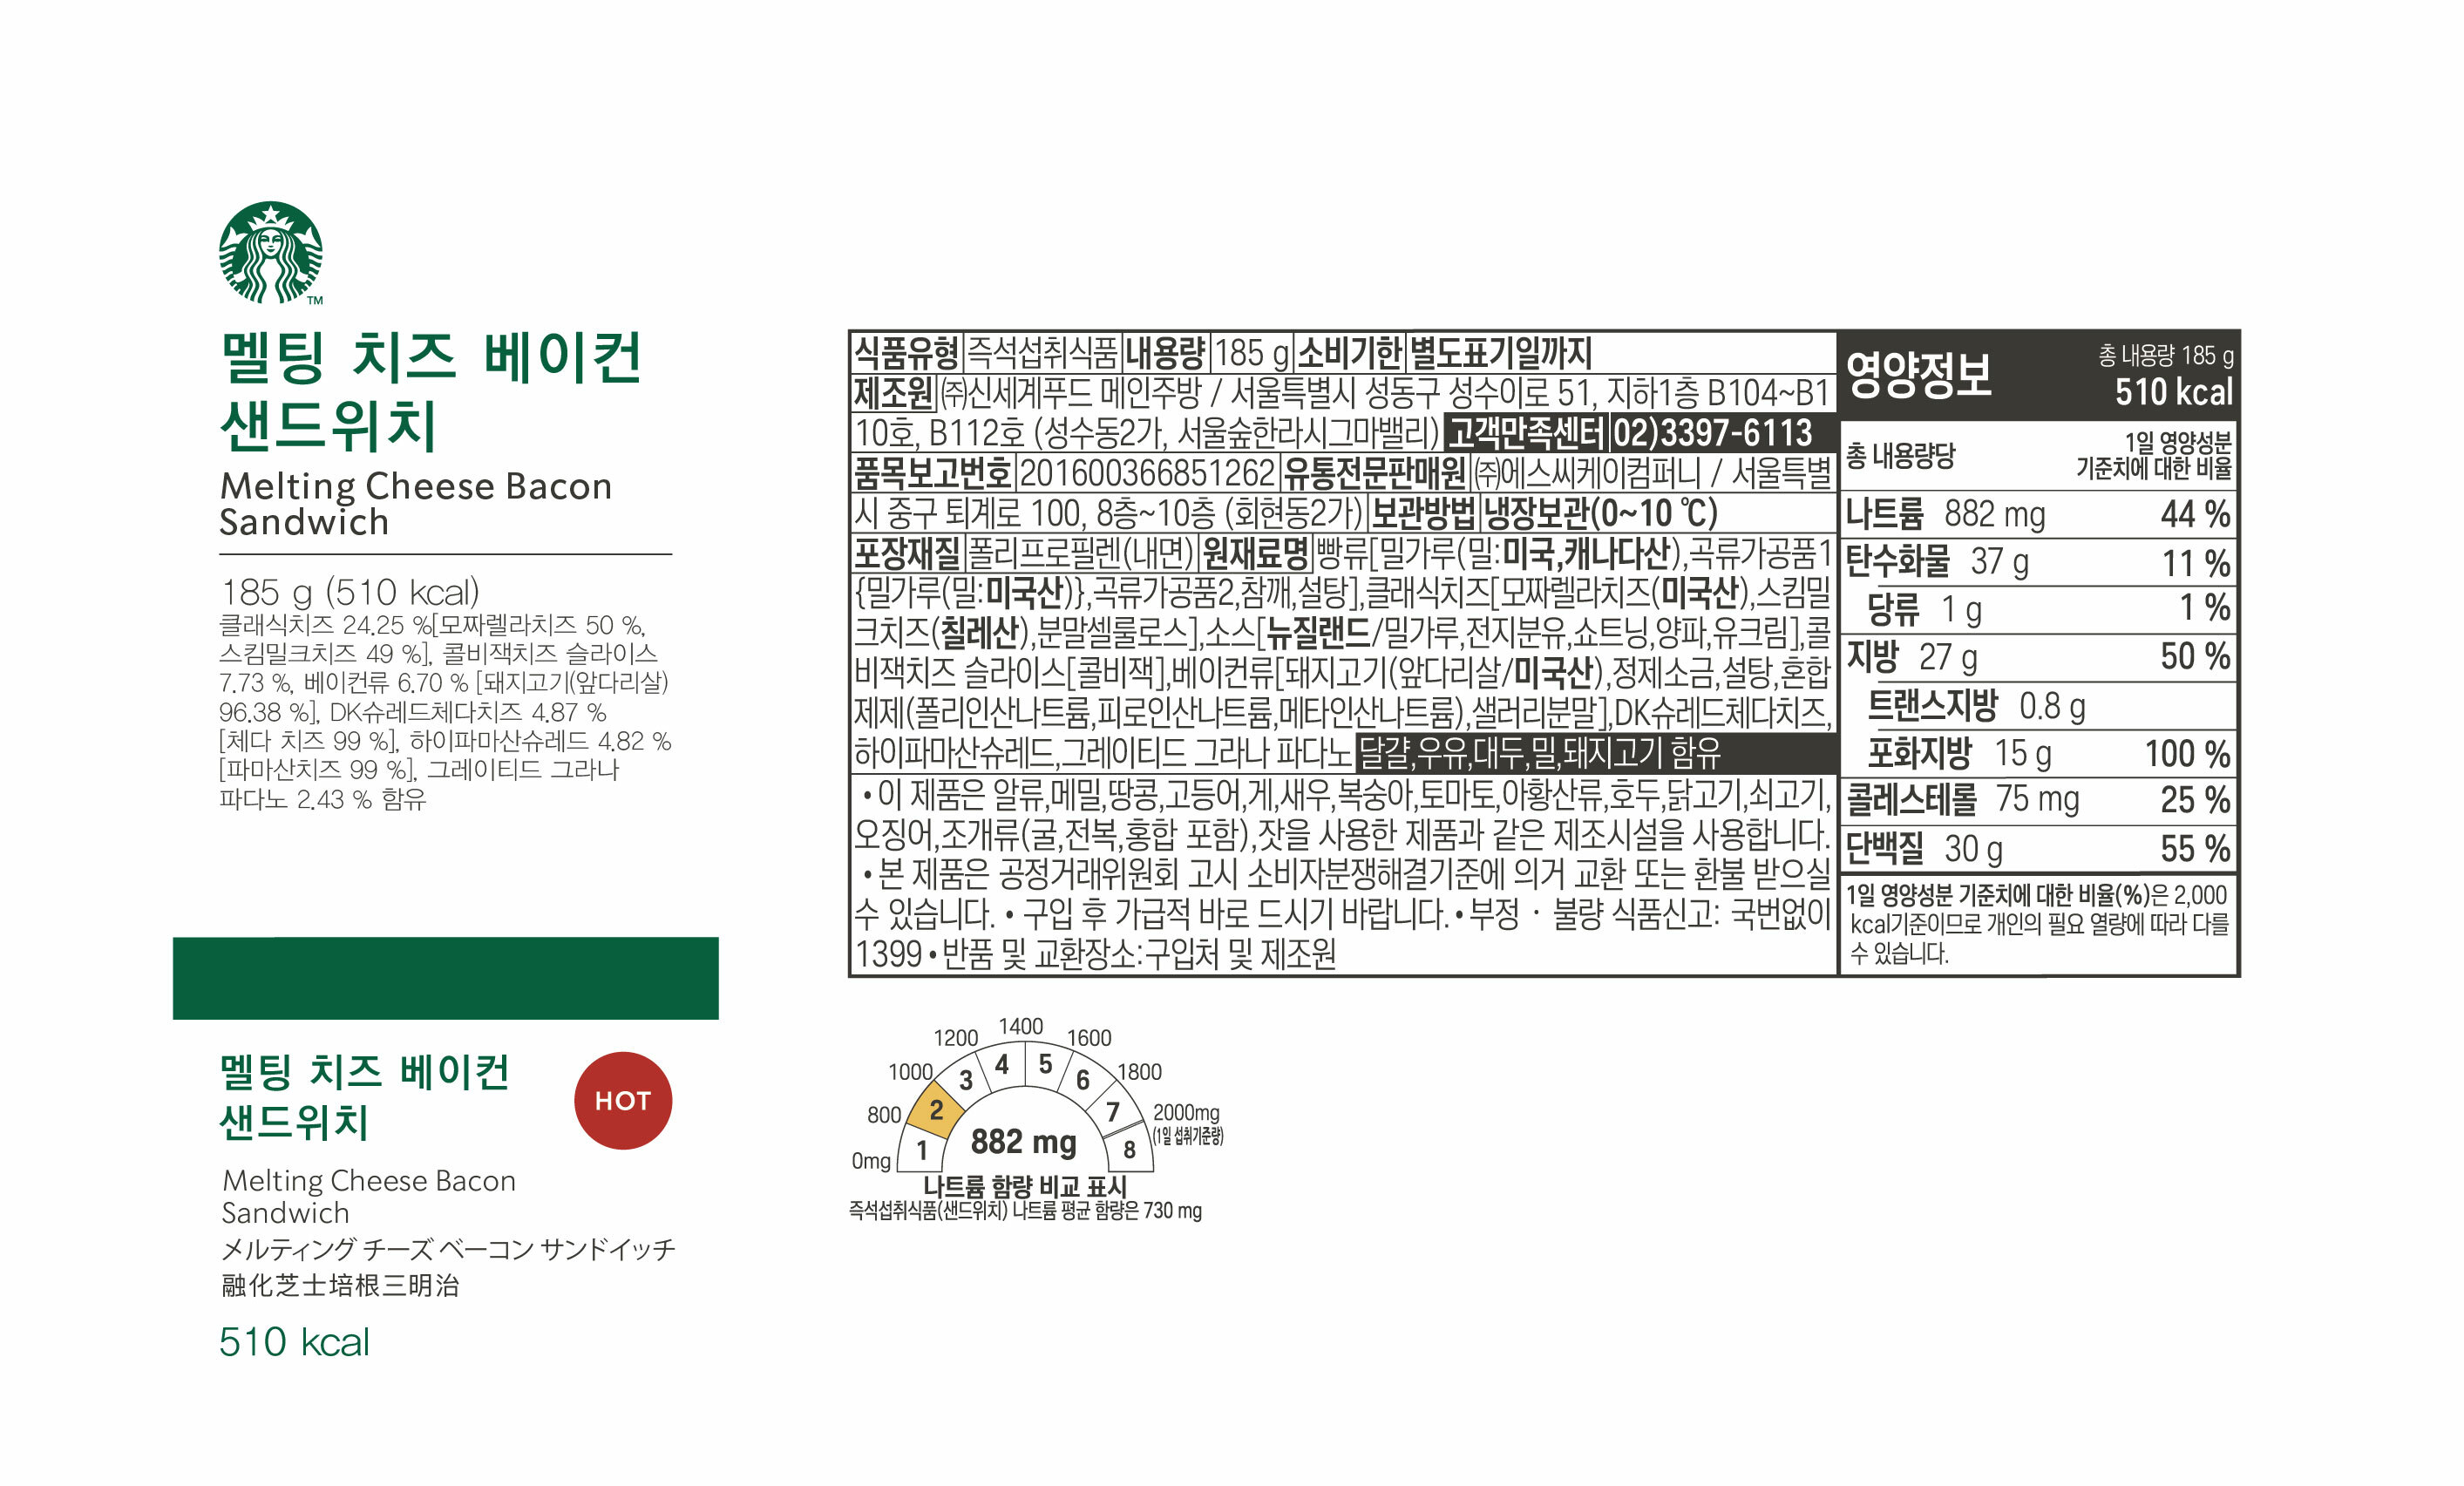 TM
멜팅 치즈 베이컨
샌드위치
Melting Cheese Bacon
Sandwich
185 g (510 kcal)
클래식치즈 24.25 %[모짜렐라치즈 50 %,
스킴밀크치즈 49 %], 콜비잭치즈 슬라이스
7.73 %, 베이컨류 6.70 % [돼지고기(앞다리살)
96.38 %], DK슈레드체다치즈 4.87 %
[체다 치즈 99 %], 하이파마산슈레드 4.82 %
[파마산치즈 99 %], 그레이티드 그라나
파다노 2.43 % 함유
멜팅 치즈 베이컨
샌드위치
HOT
Melting Cheese Bacon
Sandwich
メルティング チーズ ベーコン サンドイッチ
融化芝士培根三明治
510 kcal
식품유형 즉석섭취식품 내용량 185 g 소비기한 별도표기일까지
제조원 ㈜신세계푸드 메인주방 / 서울특별시 성동구 성수이로 51, 지하1층 B104~B1
10호, B112호 (성수동2가, 서울숲한라시그마밸리) 고객만족센터 02)3397-6113
품목보고번호 201600366851262 유통전문판매원 ㈜에스씨케이컴퍼니 / 서울특별
시 중구 퇴계로 100, 8층~10층 (회현동2가) 보관방법 냉장보관(0~10 ℃)
포장재질 폴리프로필렌(내면) 원재료명 빵류[밀가루(밀:미국,캐나다산),곡류가공품1
{밀가루(밀:미국산)},곡류가공품2,참깨,설탕],클래식치즈[모짜렐라치즈(미국산),스킴밀
크치즈(칠레산),분말셀룰로스],소스[뉴질랜드/밀가루,전지분유,쇼트닝,양파,유크림],콜
비잭치즈 슬라이스[콜비잭],베이컨류[돼지고기(앞다리살/미국산),정제소금,설탕,혼합
제제(폴리인산나트륨,피로인산나트륨,메타인산나트륨),샐러리분말],DK슈레드체다치즈,
하이파마산슈레드,그레이티드 그라나 파다노 달걀,우유,대두,밀,돼지고기 함유
• 이 제품은 알류,메밀,땅콩,고등어,게,새우,복숭아,토마토,아황산류,호두,닭고기,쇠고기,
오징어,조개류(굴,전복,홍합 포함),잣을 사용한 제품과 같은 제조시설을 사용합니다.
• 본 제품은 공정거래위원회 고시 소비자분쟁해결기준에 의거 교환 또는 환불 받으실
수 있습니다. • 구입 후 가급적 바로 드시기 바랍니다. • 부정 · 불량 식품신고: 국번없이
1399 • 반품 및 교환장소:구입처 및 제조원
영양정보 총 내용량 185 g
510 kcal
총 내용량당 1일 영양성분
기준치에 대한 비율
나트륨 882 mg 44 %
탄수화물 37 g 11 %
당류 1 g 1 %
지방 27 g 50 %
트랜스지방 0.8 g
포화지방 15 g 100 %
콜레스테롤 75 mg 25 %
단백질 30 g 55 %
1일 영양성분 기준치에 대한 비율(%)은 2,000
kcal기준이므로 개인의 필요 열량에 따라 다를
수 있습니다.
0mg 800 1000 1200 1400 1600 1800 2000mg
(1일 섭취기준량)
1 2 3 4 5 6 7 8
882 mg
나트륨 함량 비교 표시
즉석섭취식품(샌드위치) 나트륨 평균 함량은 730 mg